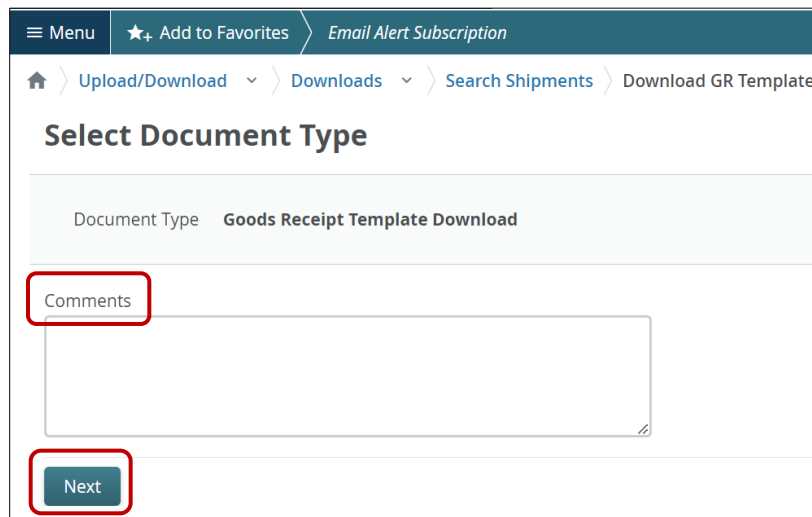 Menu Add to Favorites Email Alert Subscription
Upload/Download Downloads Search Shipments Download GR Template
Select Document Type
Document Type Goods Receipt Template Download
Comments
Next